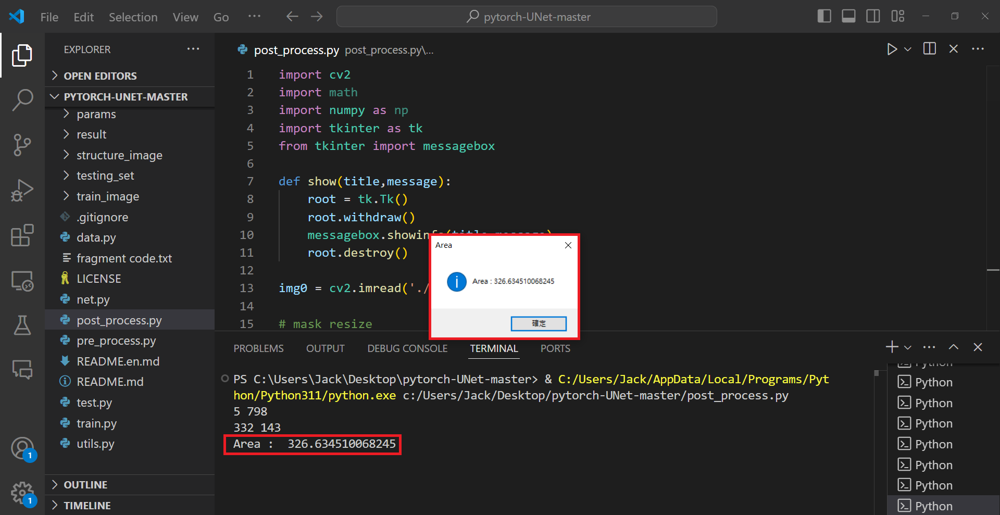 File Edit Selection View Go ··· pytorch-UNet-master
EXPLORER ···
OPEN EDITORS
PYTORCH-UNET-MASTER
params
result
structure_image
testing_set
train_image
.gitignore
data.py
fragment code.txt
LICENSE
net.py
post_process.py
pre_process.py
README.en.md
README.md
test.py
train.py
utils.py
OUTLINE
TIMELINE
1
1
post_process.py post_process.py\...
1 import cv2
2 import math
3 import numpy as np
4 import tkinter as tk
5 from tkinter import messagebox
6
7 def show(title,message):
8 root = tk.Tk()
9 root.withdraw()
10 messagebox.showinfo(title,message)
11 root.destroy()
12
13 img0 = cv2.imread('./
14
15 # mask resize
Area
Area : 326.634510068245
確定
PROBLEMS OUTPUT DEBUG CONSOLE TERMINAL PORTS
PS C:\Users\Jack\Desktop\pytorch-UNet-master> & C:/Users/Jack/AppData/Local/Programs/Pyt
hon/Python311/python.exe c:/Users/Jack/Desktop/pytorch-UNet-master/post_process.py
5 798
332 143
Area :  326.634510068245
Python
Python
Python
Python
Python
Python
Python
Python